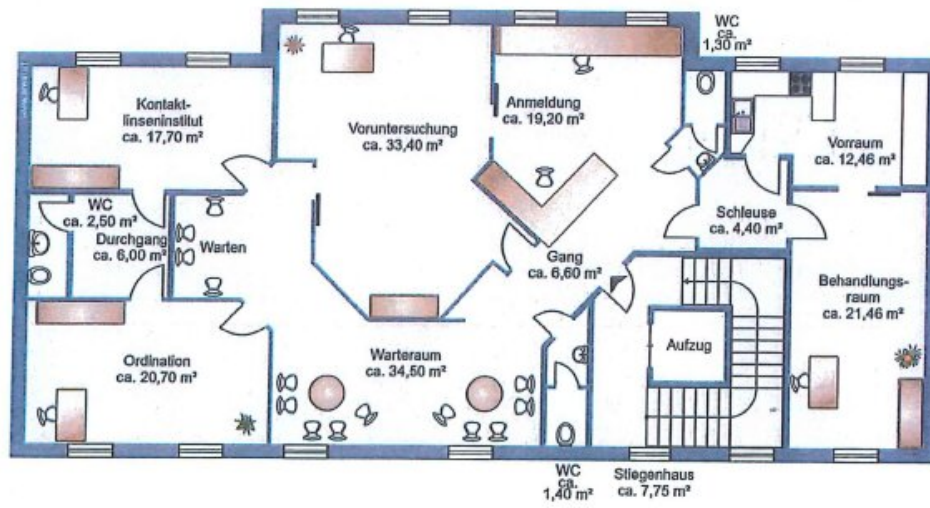 WC
ca.
1,30 m²
Kontakt-
linseninstitut
ca. 17,70 m²
Voruntersuchung
ca. 33,40 m²
Anmeldung
ca. 19,20 m²
Vorraum
ca. 12,46 m²
WC
ca. 2,50 m²
Durchgang
ca. 6,00 m²
Warten
Schleuse
ca. 4,40 m²
Gang
ca. 6,60 m²
Behandlungs-
raum
ca. 21,46 m²
Ordination
ca. 20,70 m²
Warteraum
ca. 34,50 m²
Aufzug
WC
ca.
1,40 m²
Stiegenhaus
ca. 7,75 m²